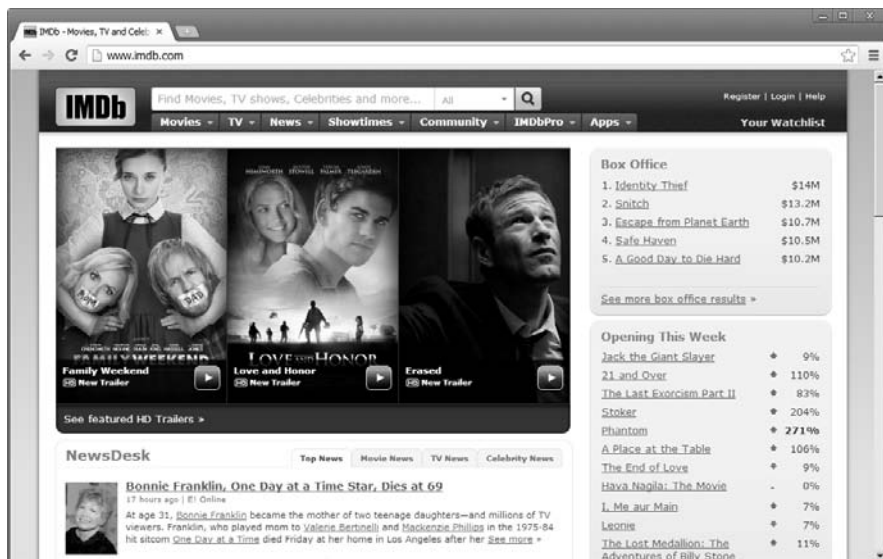 IMDb - Movies, TV and Celeb
www.imdb.com
IMDb
Find Movies, TV shows, Celebrities and more...
All
Register | Login | Help
Movies TV News Showtimes Community IMDbPro Apps
Your Watchlist
MOM
DAD
FAMILY WEEKEND
Family Weekend
HD New Trailer
HEMSWORTH STOWELL PALMER
LOVE AND HONOR
Love and Honor
HD New Trailer
Erased
HD New Trailer
See featured HD Trailers »
Box Office
1. Identity Thief $14M
2. Snitch $13.2M
3. Escape from Planet Earth $10.7M
4. Safe Haven $10.5M
5. A Good Day to Die Hard $10.2M
See more box office results »
Opening This Week
Jack the Giant Slayer 9%
21 and Over 110%
The Last Exorcism Part II 83%
Stoker 204%
Phantom 271%
A Place at the Table 106%
The End of Love 9%
Hava Nagila: The Movie - 0%
I, Me aur Main 7%
Leonie 7%
The Lost Medallion: The 11%
Adventures of Billy Stone
NewsDesk
Top News Movie News TV News Celebrity News
Bonnie Franklin, One Day at a Time Star, Dies at 69
17 hours ago | E! Online
At age 31, Bonnie Franklin became the mother of two teenage daughters—and millions of TV
viewers. Franklin, who played mom to Valerie Bertinelli and Mackenzie Phillips in the 1975-84
hit sitcom One Day at a Time died Friday at her home in Los Angeles after her See more »